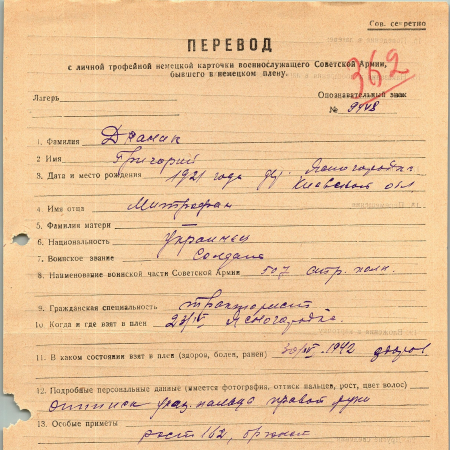 Сов. секретно
ПЕРЕВОД
с личной трофейной немецкой карточки военнослужащего Советской Армии,
бывшего в немецком плену.
362
Лагерь
Опознавательный знак
№ 9448
1. Фамилия Драник
2 Имя Григорий
3. Дата и место рождения 1921 года Ясногородка
Киевской обл
4. Имя отца Митрофан
5. Фамилия матери
6. Национальность Украинец
7. Воинское звание Солдат
8. Наименование воинской части Советской Армии 507 стр. полк.
9. Гражданская специальность тракторист
10. Когда и где взят в плен Ясногородка.
11. В каком состоянии взят в плен (здоров, болен, ранен) 1942 здоров
12. Подробные персональные данные (имеется фотография, оттиск пальцев, рост, цвет волос)
оттиск указ. пальца правой руки
13. Особые приметы
рост 162, брюнет